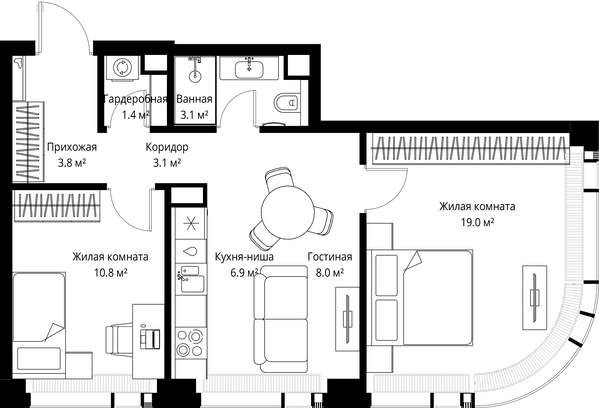 Гардеробная
1.4 м²
Ванная
3.1 м²
Прихожая
3.8 м²
Коридор
3.1 м²
Жилая комната
19.0 м²
Жилая комната
10.8 м²
Кухня-ниша
6.9 м²
Гостиная
8.0 м²